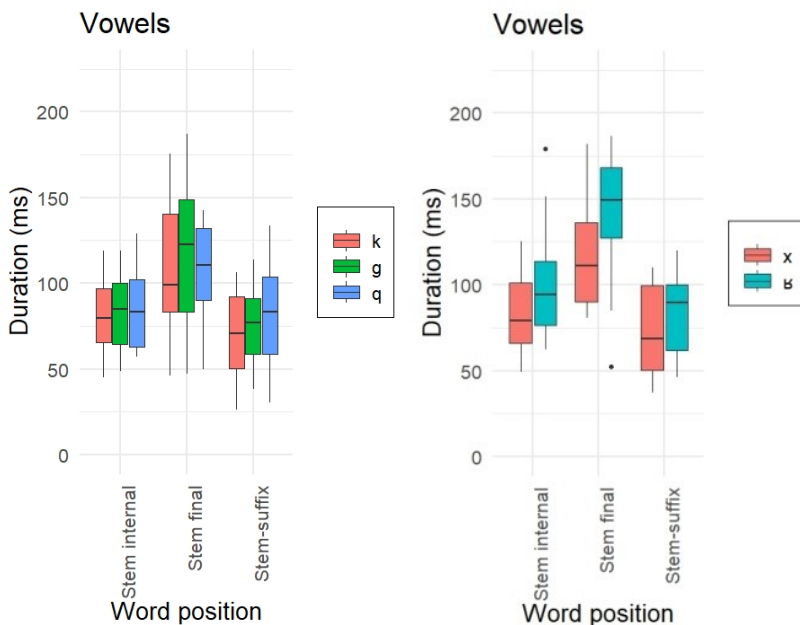 Vowels
Duration (ms)
200
150
100
50
0
Stem internal
Stem final
Stem-suffix
Word position
k
g
q
Vowels
Duration (ms)
200
150
100
50
0
Stem internal
Stem final
Stem-suffix
Word position
x
ʁ